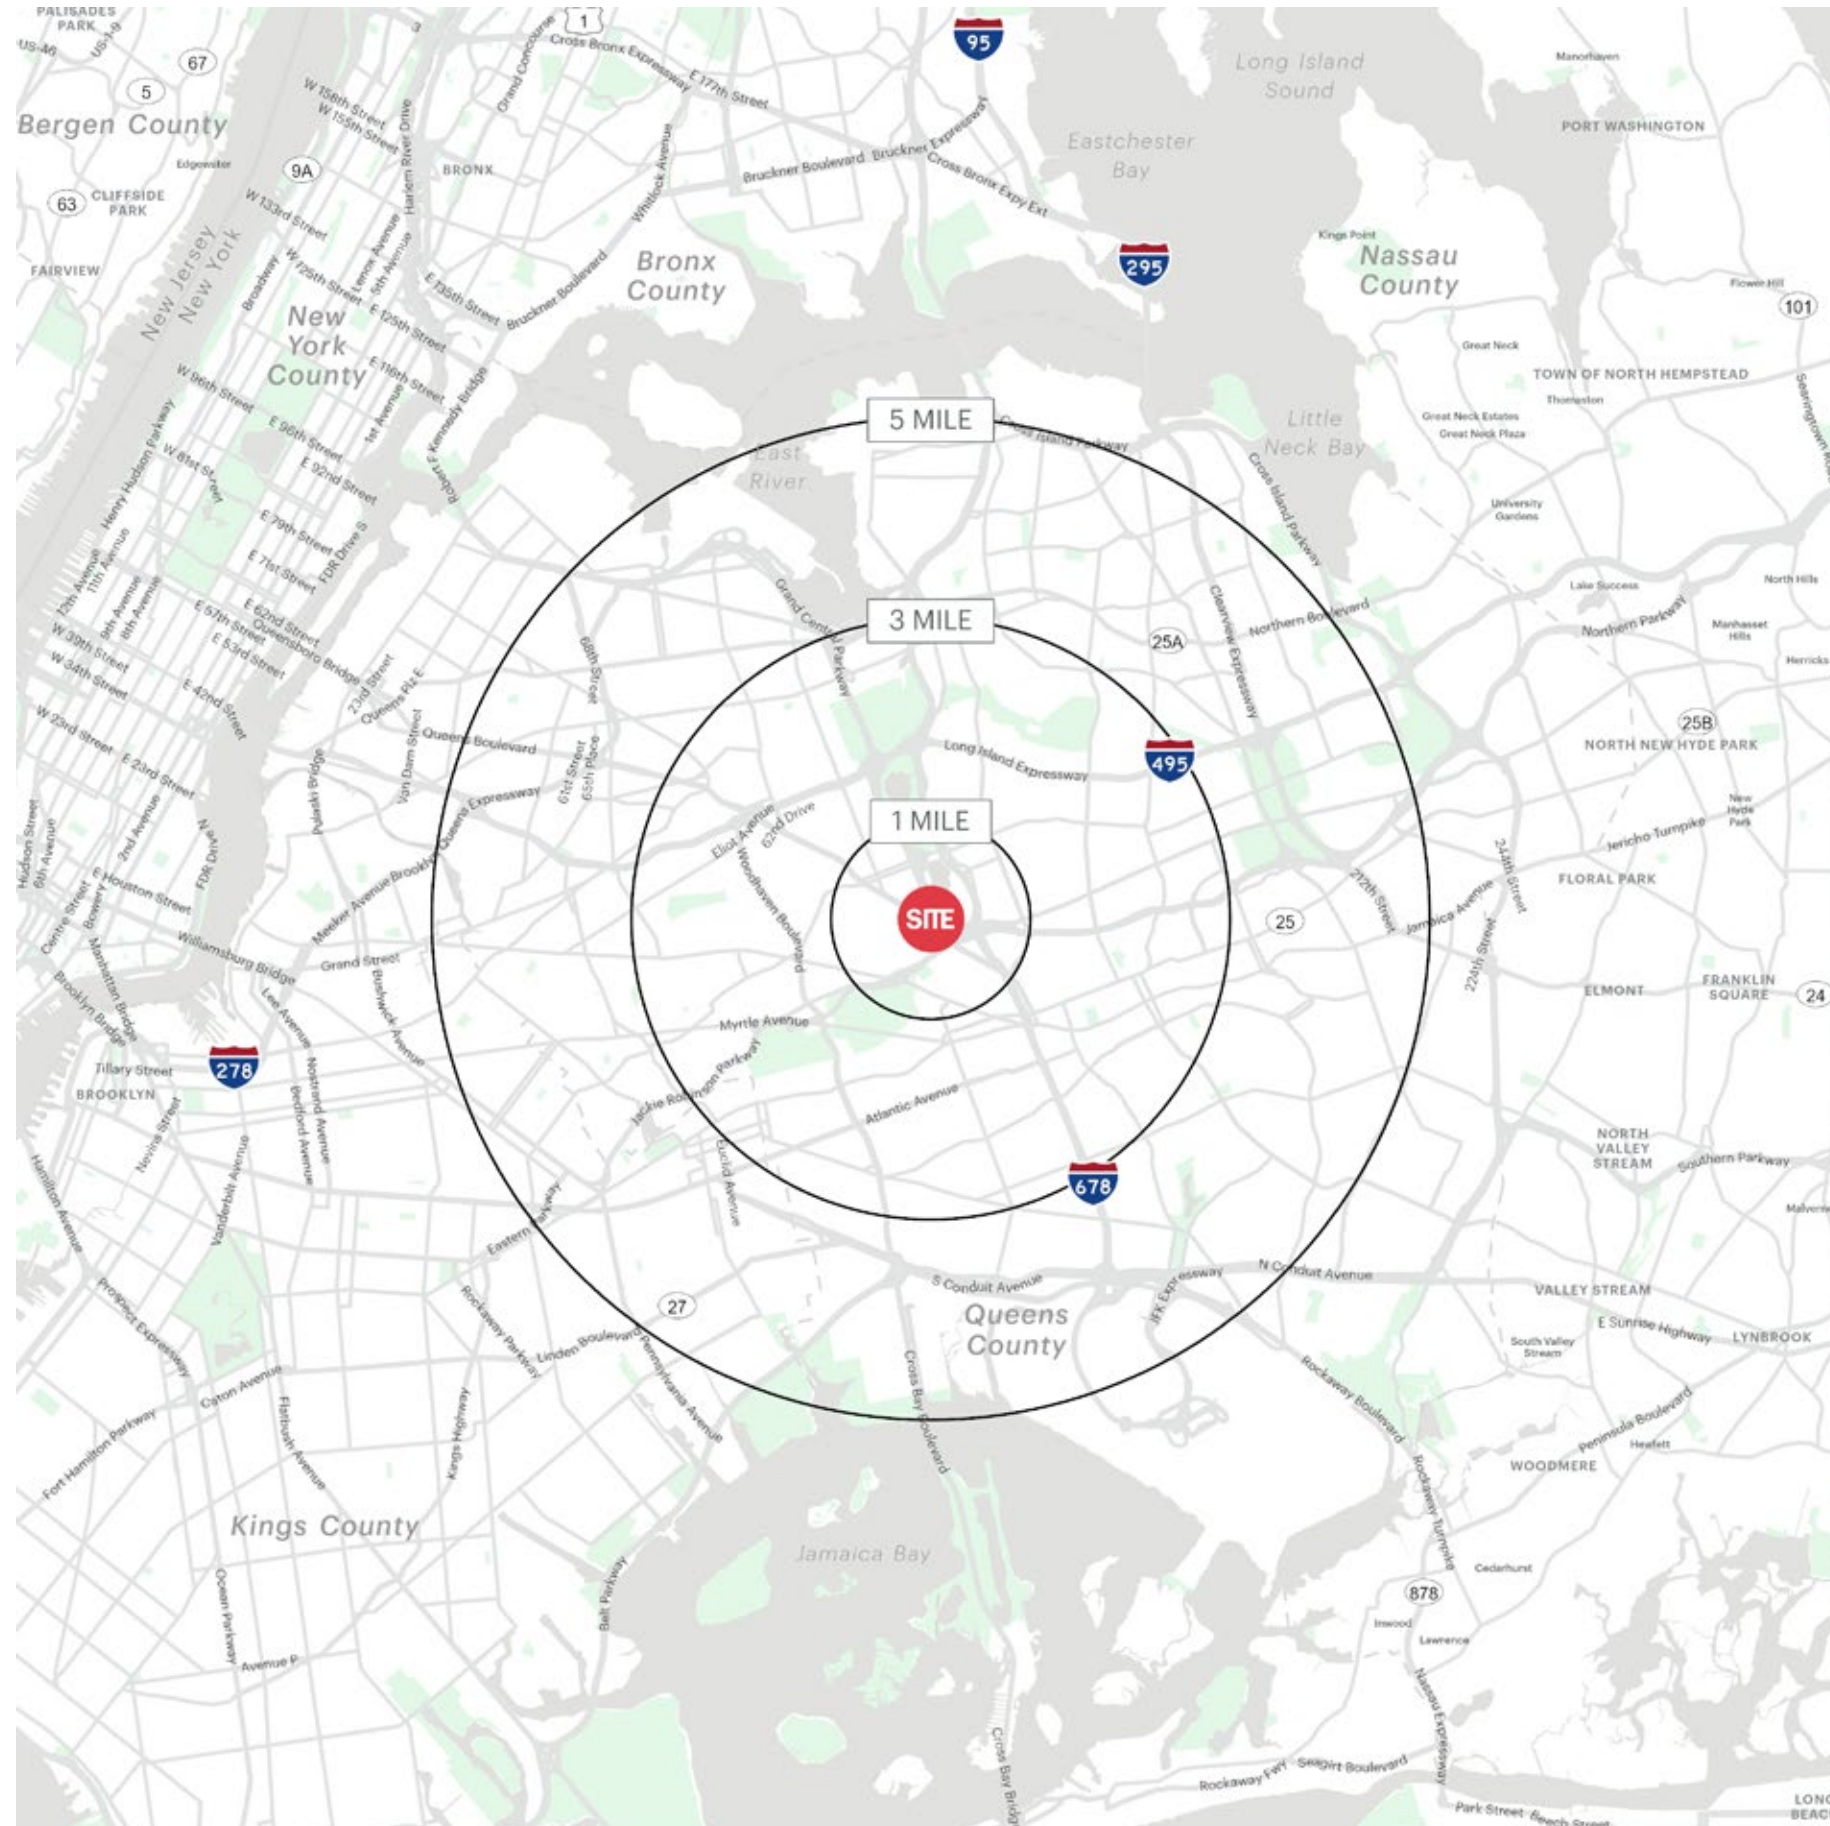 PALISADES
PARK
US-46
US-1-9
67
5
Bergen County
Edgewater
63
CLIFFSIDE
PARK
FAIRVIEW
New Jersey
New York
3
1
Grand Concourse
Cross Bronx Expressway
E 177th Street
W 158th Street
W 155th Street
Harlem River Drive
9A
BRONX
W 133rd Street
Lenox Avenue
5th Avenue
W 125th Street
E 125th Street
Broadway
E 135th Street
Bruckner Boulevard
Whitlock Avenue
Bruckner Boulevard
Bruckner Expressway
Cross Bronx Expy Ext
95
295
Long Island
Sound
Eastchester
Bay
Manorhaven
PORT WASHINGTON
Kings Point
Nassau
County
Flower Hill
101
Great Neck
TOWN OF NORTH HEMPSTEAD
Thomaston
Great Neck Estates
Great Neck Plaza
University
Gardens
Little
Neck Bay
Bronx
County
New
York
County
E 116th Street
W 96th Street
E 96th Street
1st Avenue
Robert F Kennedy Bridge
W 81st Street
E 92nd Street
Henry Hudson Parkway
E 79th Street
E 71st Street
FDR Drive S
12th Avenue
11th Avenue
9th Avenue
8th Avenue
E 62nd Street
E 57th Street
Queensboro Bridge
E 53rd Street
W 39th Street
W 34th Street
E 42nd Street
W 23rd Street
E 23rd Street
23rd Street
Queens Plz E
Van Dam Street
Queens Boulevard
Pulaski Bridge
5 MILE
Cross Island Parkway
East
River
Cross Island Parkway
Grand Central Parkway
68th Street
3 MILE
25A
Clearview Expressway
Northern Boulevard
Lake Success
North Hills
Northern Parkway
Manhasset
Hills
Herricks
Searingtown Road
25B
NORTH NEW HYDE PARK
New
Hyde
Park
Jericho Turnpike
FLORAL PARK
61st Street
65th Place
Long Island Expressway
495
Brooklyn Queens Expressway
Meeker Avenue
Eliot Avenue
62nd Drive
Woodhaven Boulevard
1 MILE
SITE
25
212th Street
Jamaica Avenue
244th Street
224th Street
ELMONT
FRANKLIN
SQUARE
24
Hudson Street
6th Avenue
2nd Avenue
N FDR Drive
E Houston Street
Centre Street
Bowery
Manhattan Bridge
Brooklyn Bridge
Williamsburg Bridge
Grand Street
Bushwick Avenue
Lee Avenue
278
Tillary Street
BROOKLYN
Nevins Street
Nostrand Avenue
Bedford Avenue
Vanderbilt Avenue
Hamilton Avenue
Myrtle Avenue
Jackie Robinson Parkway
Atlantic Avenue
Euclid Avenue
678
Eastern Parkway
NORTH
VALLEY
STREAM
Southern Parkway
S Conduit Avenue
N Conduit Avenue
JFK Expressway
VALLEY STREAM
E Sunrise Highway
LYNBROOK
South Valley
Stream
Queens
County
27
Linden Boulevard
Rockaway Parkway
Pennsylvania Avenue
Prospect Expressway
Caton Avenue
Flatbush Avenue
Kings Highway
Fort Hamilton Parkway
Kings County
Ocean Parkway
Avenue P
Belt Parkway
Cross Bay Boulevard
Jamaica Bay
Rockaway Boulevard
Peninsula Boulevard
Hewlett
WOODMERE
Rockaway Turnpike
Cedarhurst
878
Inwood
Lawrence
Nassau Expressway
Rockaway Fwy
Seagirt Boulevard
Park Street
Beech Street